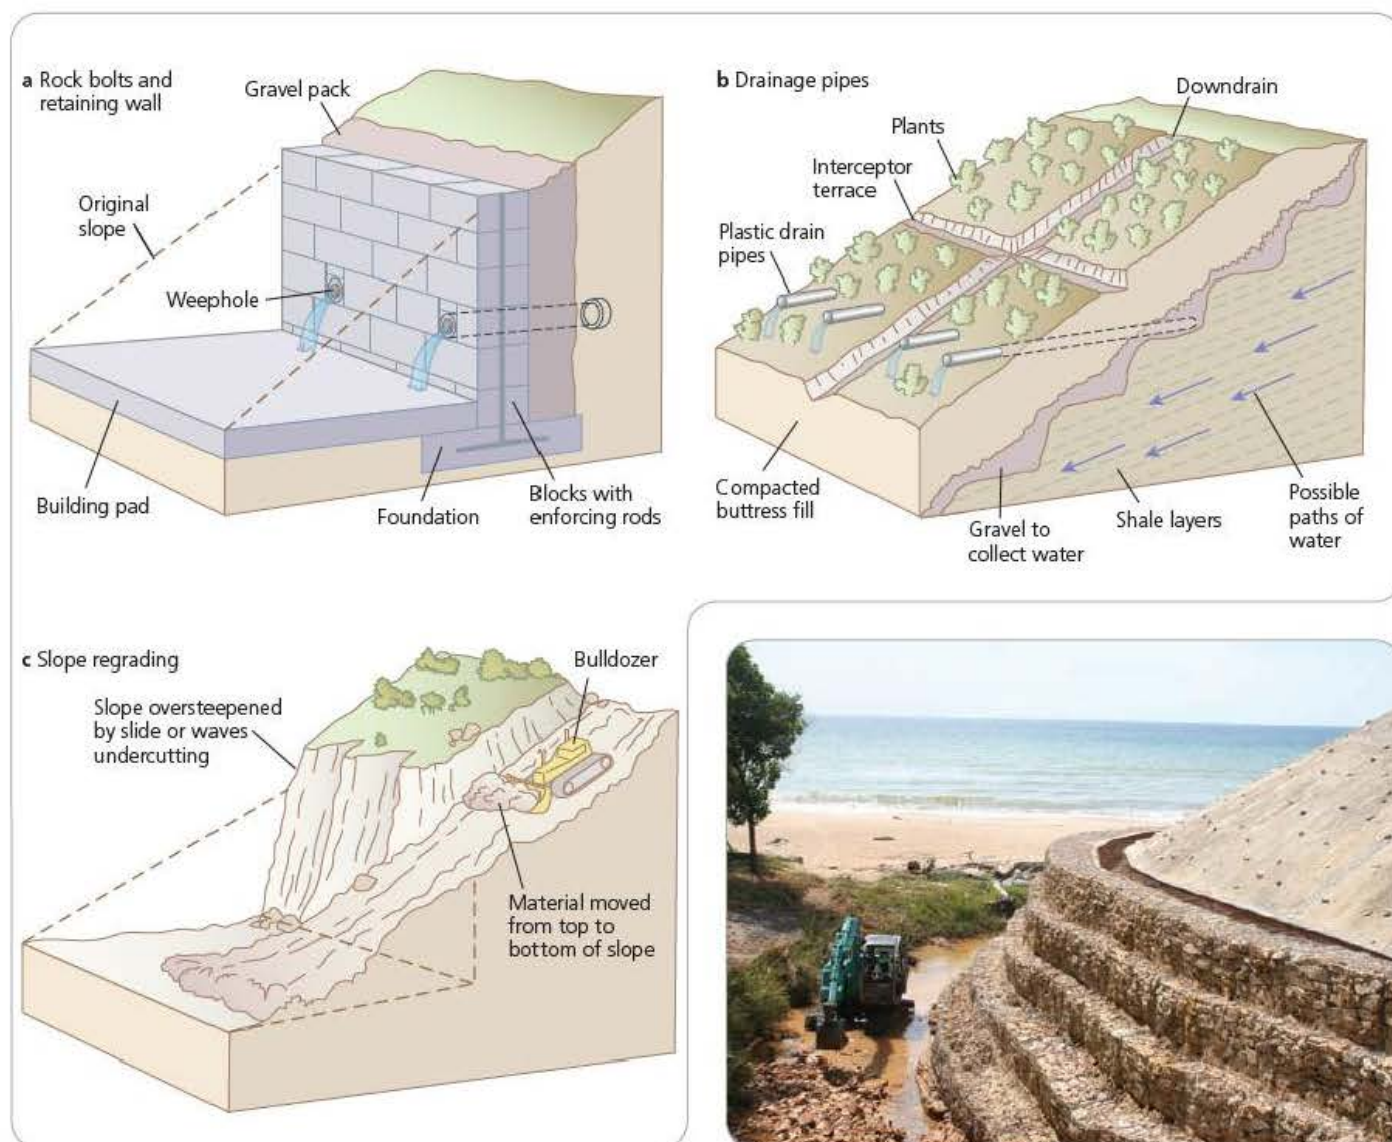 a Rock bolts and
retaining wall
Gravel pack
Original
slope
Weephole
Building pad
Foundation
Blocks with
enforcing rods
b Drainage pipes
Downdrain
Plants
Interceptor
terrace
Plastic drain
pipes
Compacted
buttress fill
Gravel to
collect water
Shale layers
Possible
paths of
water
c Slope regrading
Bulldozer
Slope oversteepened
by slide or waves
undercutting
Material moved
from top to
bottom of slope